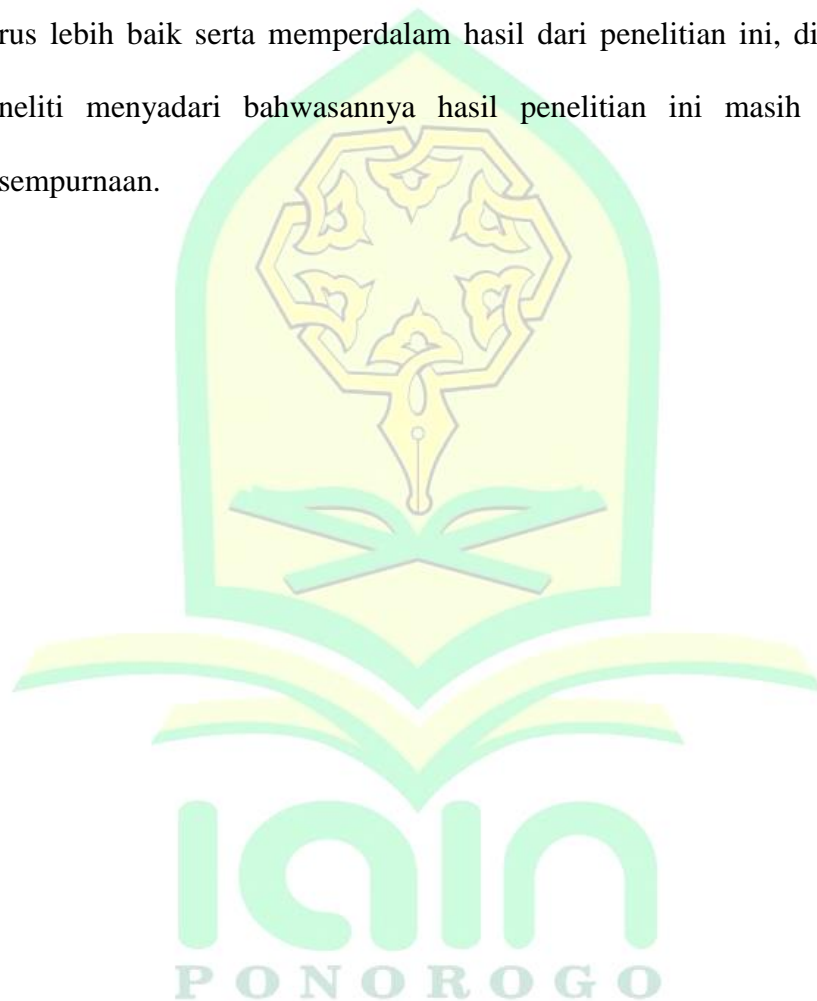 rus lebih baik serta memperdalam hasil dari penelitian ini, di
neliti menyadari bahwasannya hasil penelitian ini masih
sempurnaan.
iain
PONOROGO